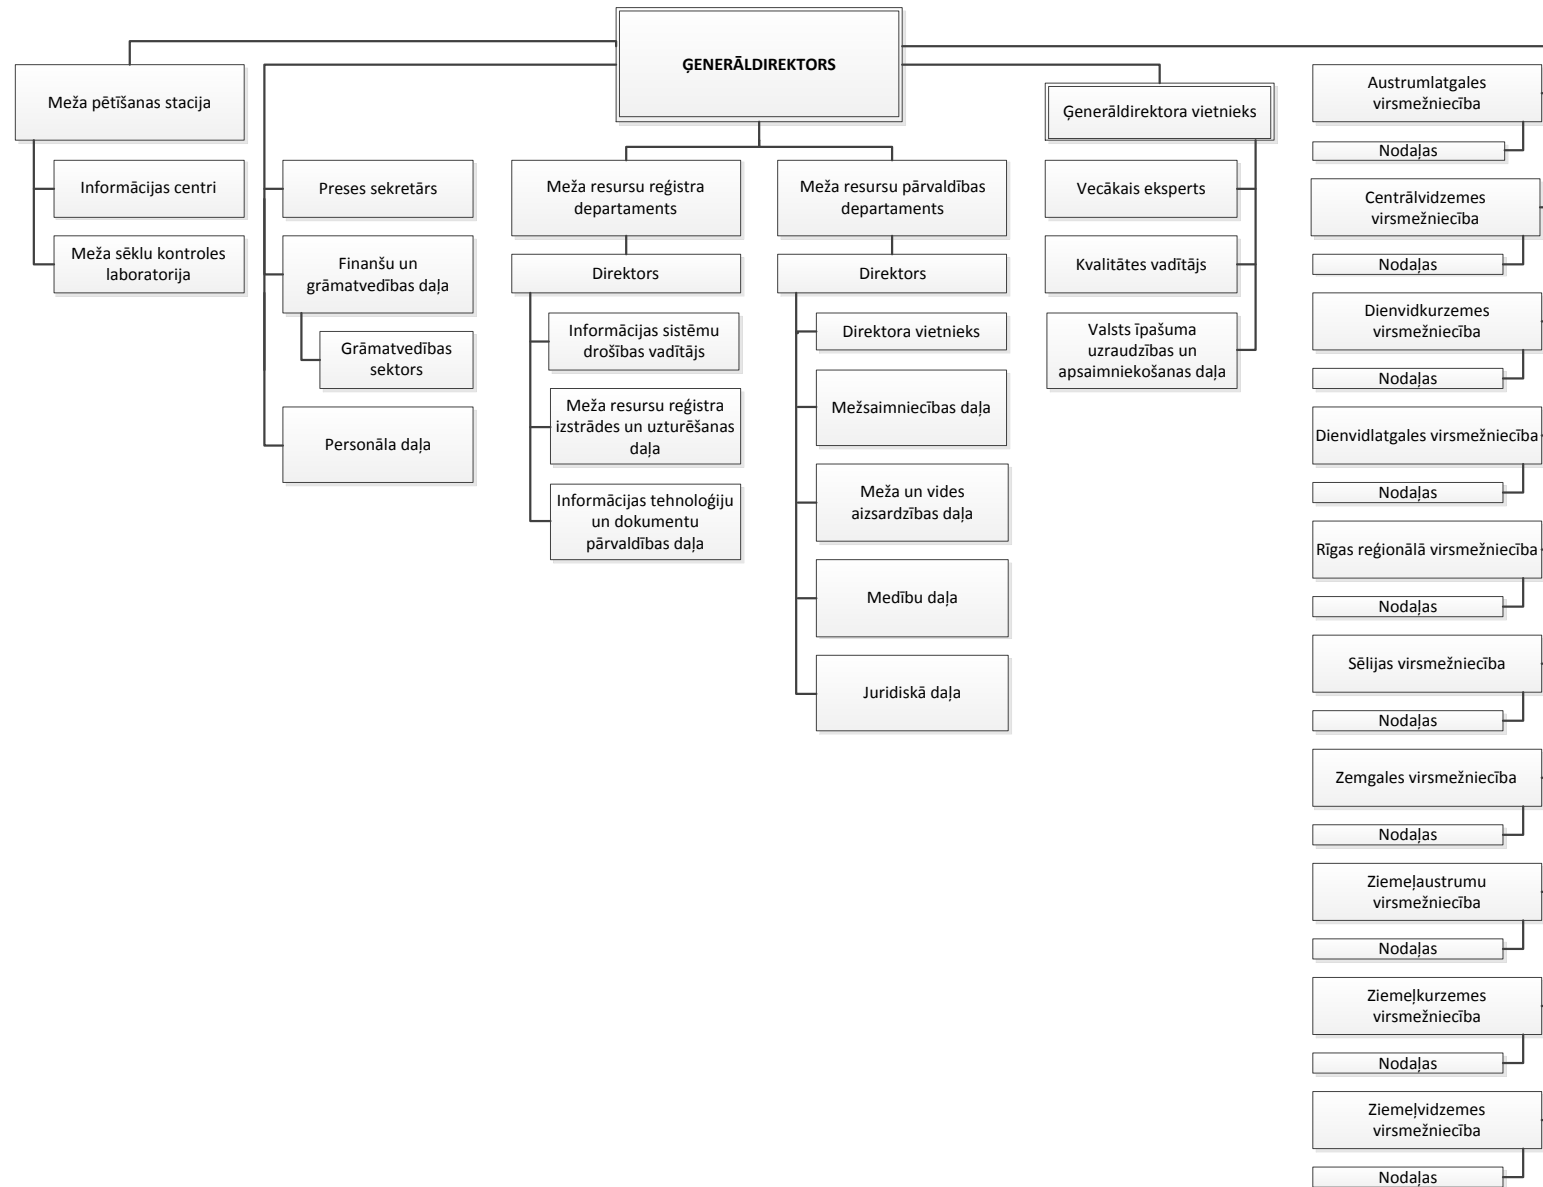 ĢENERĀLDIREKTORS
Meža pētīšanas stacija
Informācijas centri
Meža sēklu kontroles
laboratorija
Preses sekretārs
Finanšu un
grāmatvedības daļa
Grāmatvedības
sektors
Personāla daļa
Meža resursu reģistra
departaments
Direktors
Informācijas sistēmu
drošības vadītājs
Meža resursu reģistra
izstrādes un uzturēšanas
daļa
Informācijas tehnoloģiju
un dokumentu
pārvaldības daļa
Meža resursu pārvaldības
departaments
Direktors
Direktora vietnieks
Mežsaimniecības daļa
Meža un vides
aizsardzības daļa
Medību daļa
Juridiskā daļa
Ģenerāldirektora vietnieks
Vecākais eksperts
Kvalitātes vadītājs
Valsts īpašuma
uzraudzības un
apsaimniekošanas daļa
Austrumlatgales
virsmežniecība
Nodaļas
Centrālvidzemes
virsmežniecība
Nodaļas
Dienvidkurzemes
virsmežniecība
Nodaļas
Dienvidlatgales virsmežniecība
Nodaļas
Rīgas reģionālā virsmežniecība
Nodaļas
Sēlijas virsmežniecība
Nodaļas
Zemgales virsmežniecība
Nodaļas
Ziemeļaustrumu
virsmežniecība
Nodaļas
Ziemeļkurzemes
virsmežniecība
Nodaļas
Ziemeļvidzemes
virsmežniecība
Nodaļas